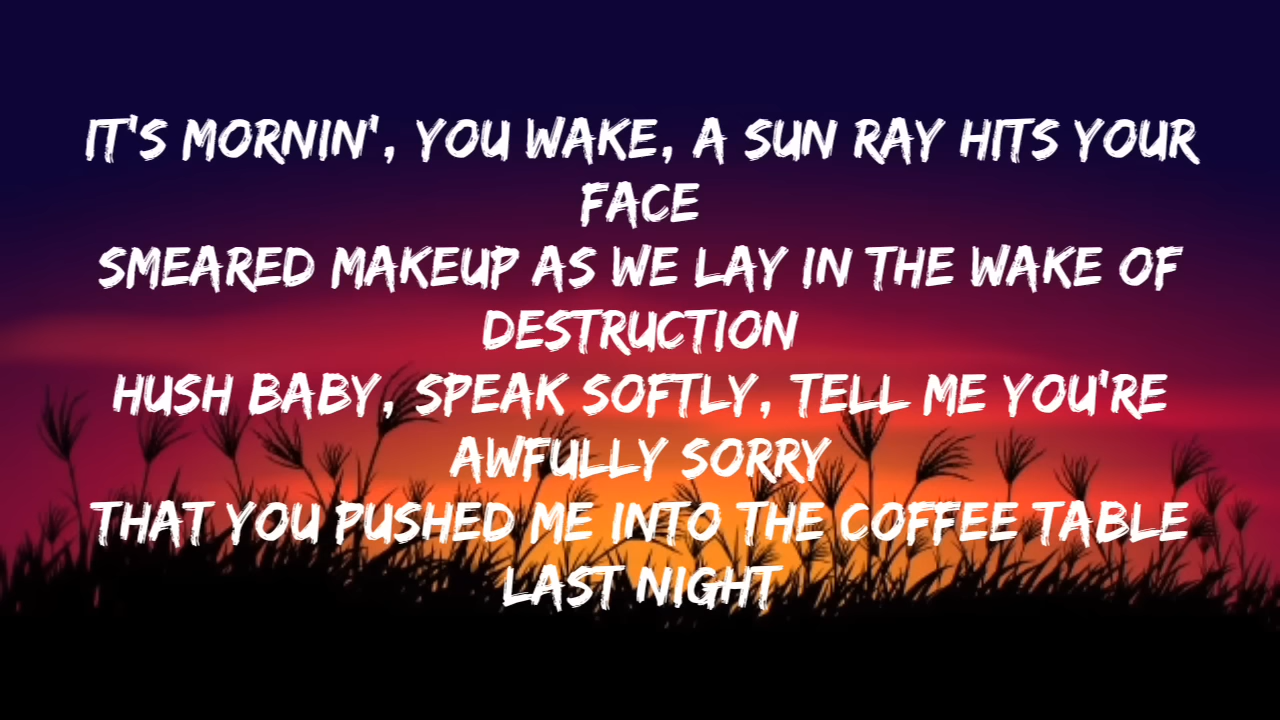 IT'S MORNIN', YOU WAKE, A SUN RAY HITS YOUR
FACE
SMEARED MAKEUP AS WE LAY IN THE WAKE OF
DESTRUCTION
HUSH BABY, SPEAK SOFTLY, TELL ME YOU'RE
AWFULLY SORRY
THAT YOU PUSHED ME INTO THE COFFEE TABLE
LAST NIGHT